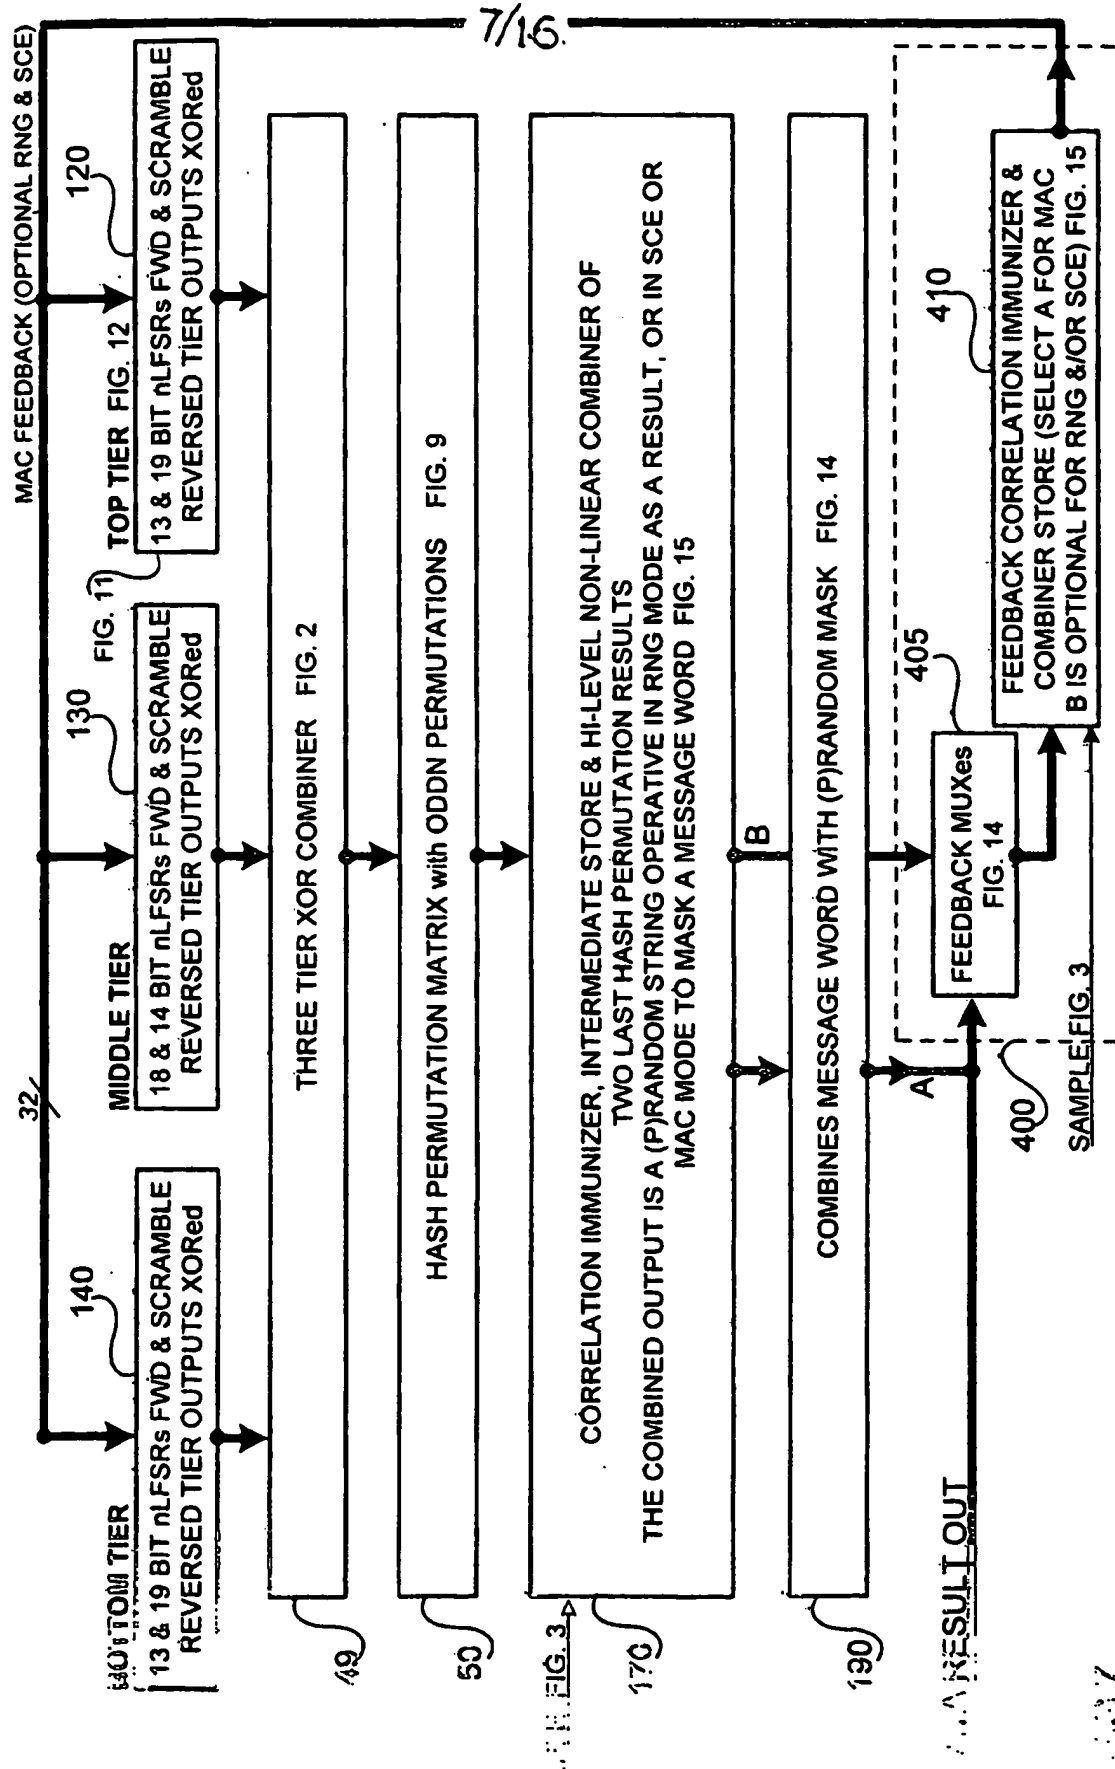 7/16
MAC FEEDBACK (OPTIONAL RNG & SCE)
32
BOTTOM TIER
140
13 & 19 BIT nLFSRs FWD & SCRAMBLE
REVERSED TIER OUTPUTS XORed
MIDDLE TIER
130
18 & 14 BIT nLFSRs FWD & SCRAMBLE
REVERSED TIER OUTPUTS XORed
FIG. 11
TOP TIER FIG. 12
120
13 & 19 BIT nLFSRs FWD & SCRAMBLE
REVERSED TIER OUTPUTS XORed
49
THREE TIER XOR COMBINER FIG. 2
50
HASH PERMUTATION MATRIX with ODDN PERMUTATIONS FIG. 9
FIG. 3
170
CORRELATION IMMUNIZER, INTERMEDIATE STORE & HI-LEVEL NON-LINEAR COMBINER OF
TWO LAST HASH PERMUTATION RESULTS
THE COMBINED OUTPUT IS A (P)RANDOM STRING OPERATIVE IN RNG MODE AS A RESULT, OR IN SCE OR
MAC MODE TO MASK A MESSAGE WORD FIG. 15
B
190
COMBINES MESSAGE WORD WITH (P)RANDOM MASK FIG. 14
A
RESULT OUT
400
405
FEEDBACK MUXes
FIG. 14
410
FEEDBACK CORRELATION IMMUNIZER &
COMBINER STORE (SELECT A FOR MAC
B IS OPTIONAL FOR RNG &/OR SCE) FIG. 15
SAMPLE FIG. 3